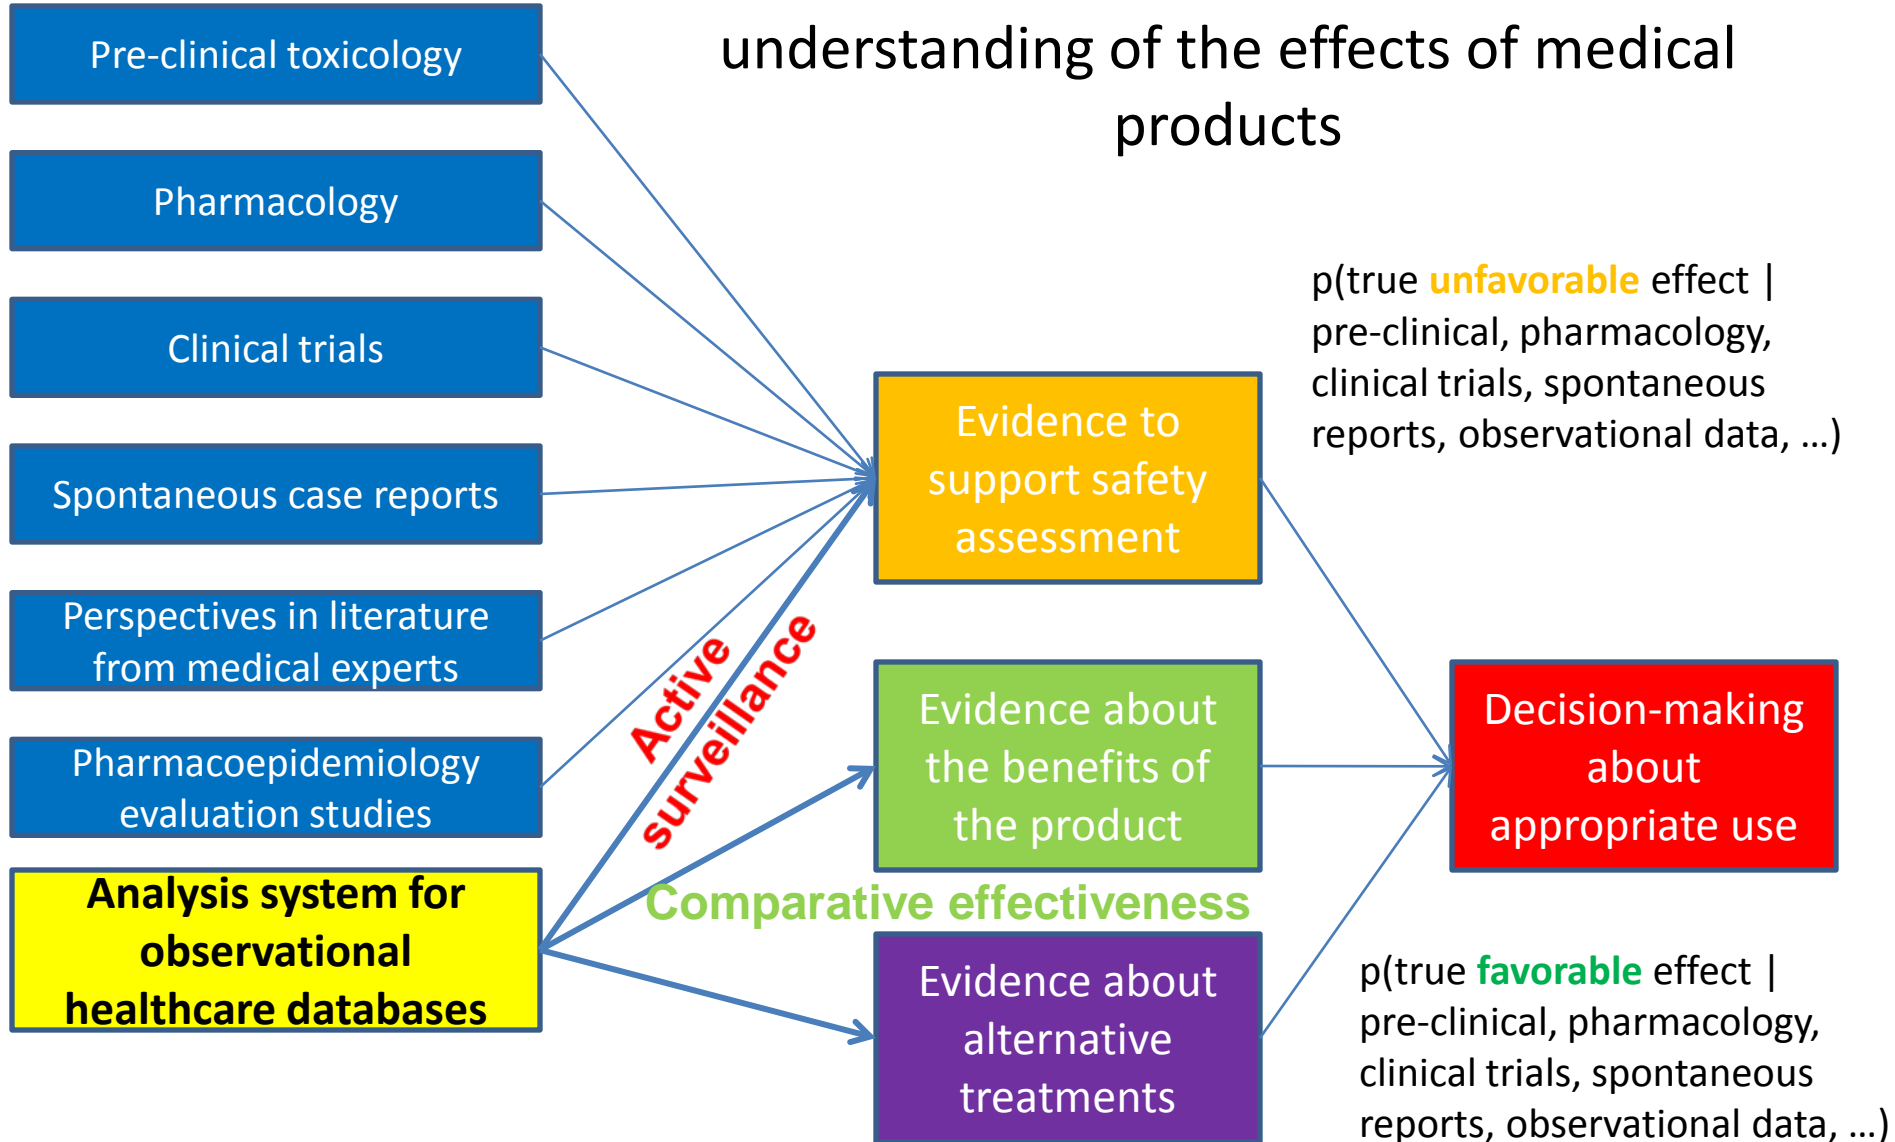 understanding of the effects of medical
products
Pre-clinical toxicology
Pharmacology
Clinical trials
Spontaneous case reports
Perspectives in literature
from medical experts
Pharmacoepidemiology
evaluation studies
Analysis system for
observational
healthcare databases
Active
surveillance
Comparative effectiveness
Evidence to
support safety
assessment
Evidence about
the benefits of
the product
Evidence about
alternative
treatments
p(true unfavorable effect |
pre-clinical, pharmacology,
clinical trials, spontaneous
reports, observational data, …)
Decision-making
about
appropriate use
p(true favorable effect |
pre-clinical, pharmacology,
clinical trials, spontaneous
reports, observational data, …)